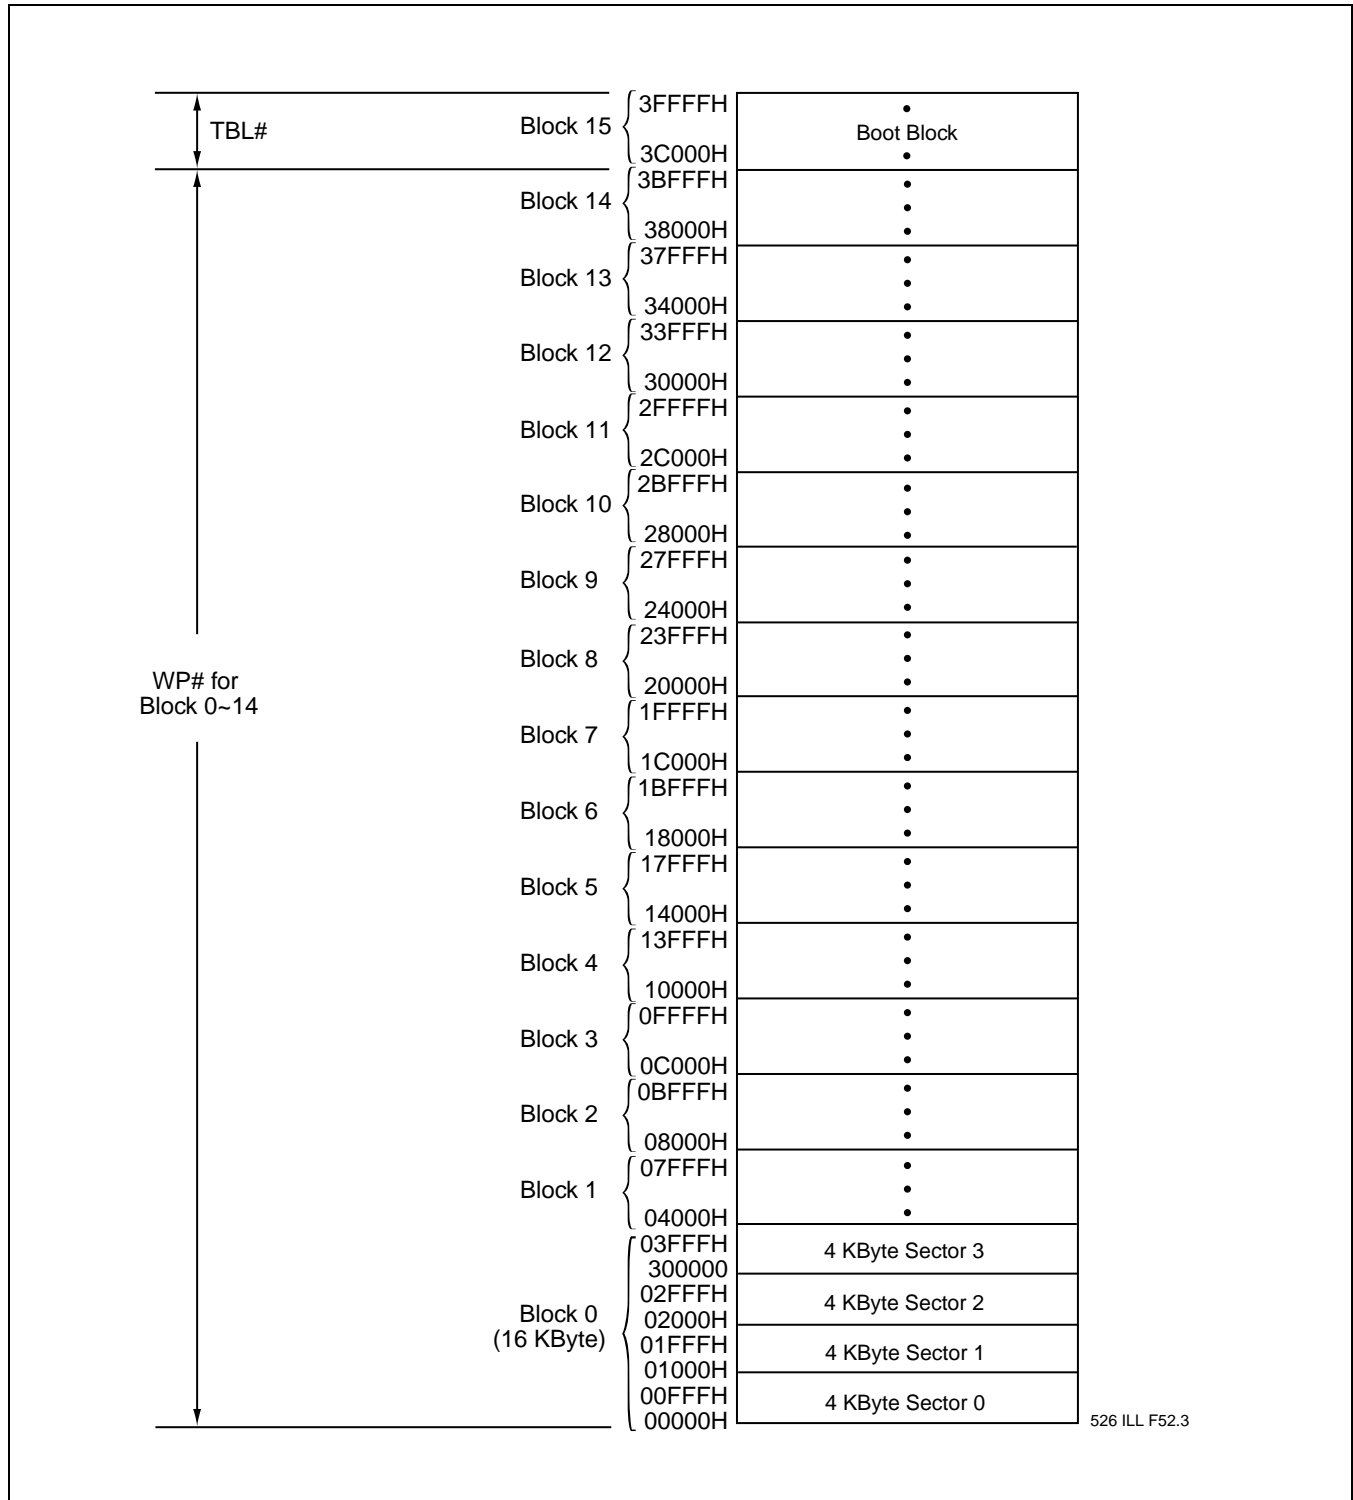 3FFFFH
TBL#
Block 15
Boot Block
3C000H
3BFFFH
Block 14
38000H
37FFFH
Block 13
34000H
33FFFH
Block 12
30000H
2FFFFH
Block 11
2C000H
2BFFFH
Block 10
28000H
27FFFH
Block 9
24000H
23FFFH
Block 8
20000H
WP# for
Block 0~14
1FFFFH
Block 7
1C000H
1BFFFH
Block 6
18000H
17FFFH
Block 5
14000H
13FFFH
Block 4
10000H
0FFFFH
Block 3
0C000H
0BFFFH
Block 2
08000H
07FFFH
Block 1
04000H
03FFFH
4 KByte Sector 3
300000
02FFFH
4 KByte Sector 2
02000H
Block 0
(16 KByte)
01FFFH
4 KByte Sector 1
01000H
00FFFH
4 KByte Sector 0
00000H
526 ILL F52.3